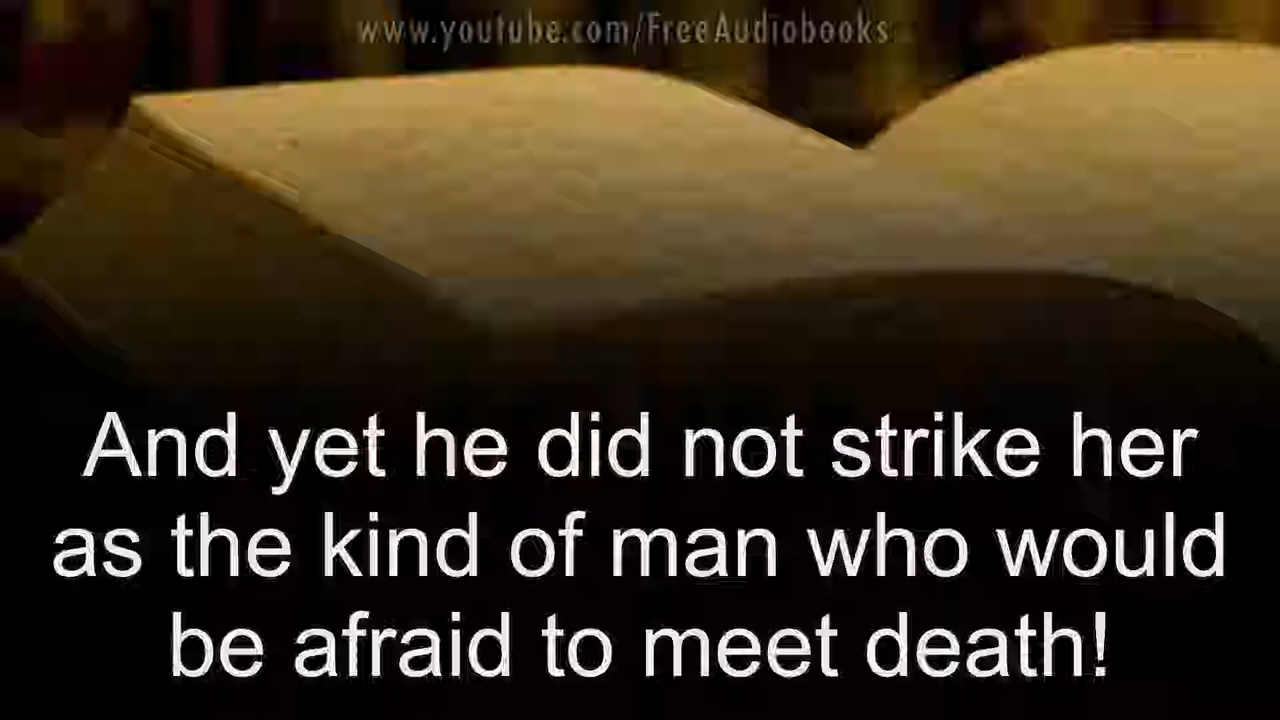 www.youtube.com/FreeAudiobooks
And yet he did not strike her
as the kind of man who would
be afraid to meet death!